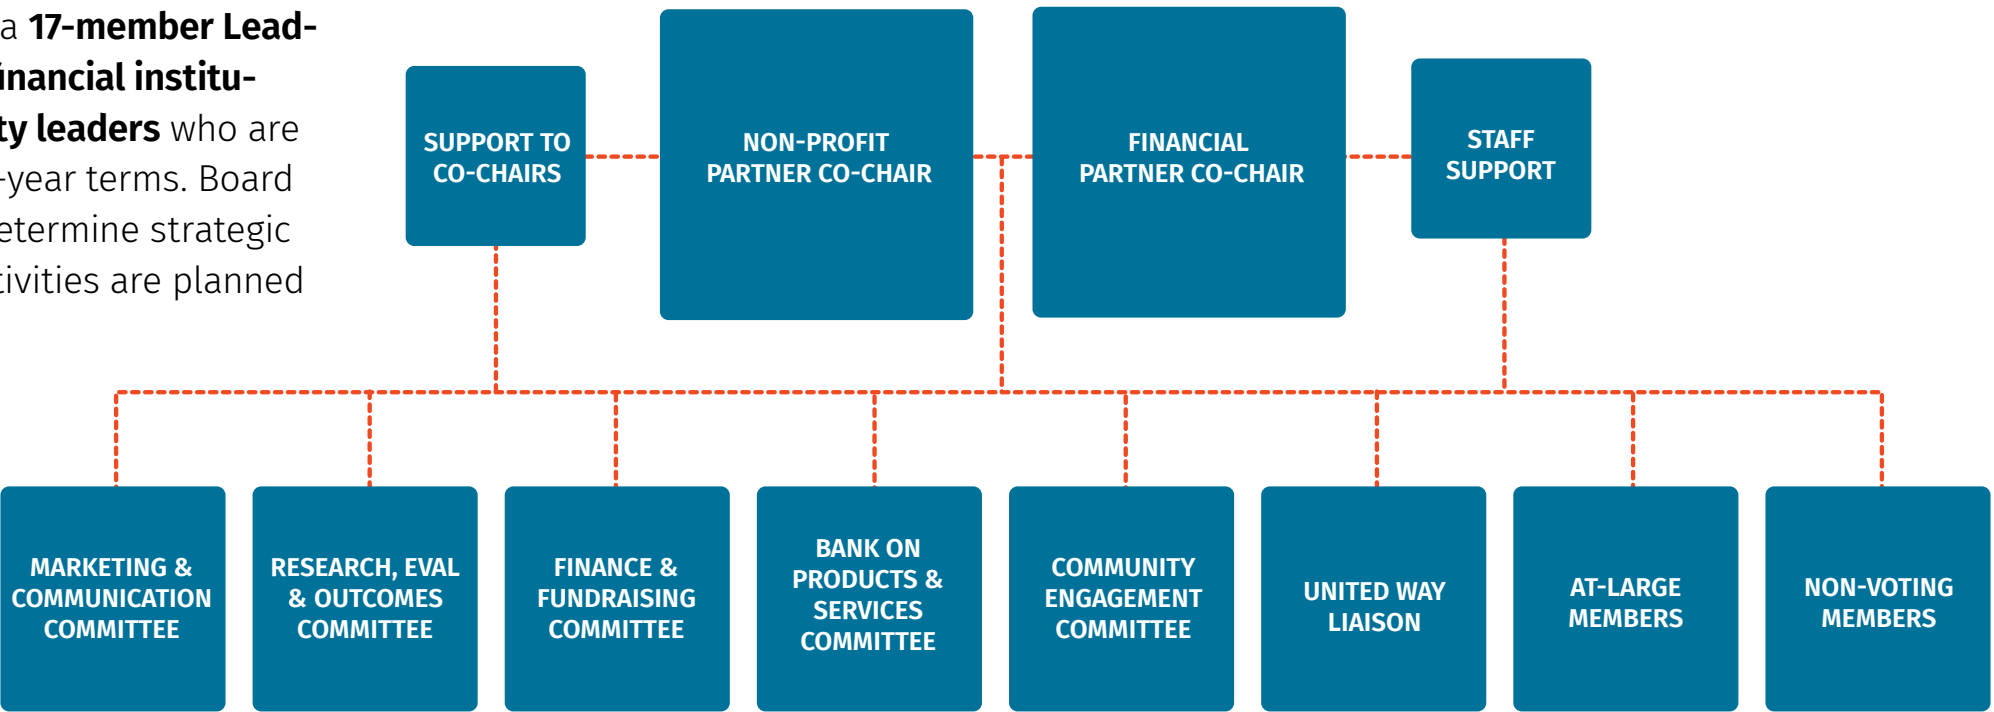 a 17-member Lead-
financial institu-
ty leaders who are
-year terms. Board
etermine strategic
tivities are planned
SUPPORT TO
CO-CHAIRS
NON-PROFIT
PARTNER CO-CHAIR
FINANCIAL
PARTNER CO-CHAIR
STAFF
SUPPORT
MARKETING &
COMMUNICATION
COMMITTEE
RESEARCH, EVAL
& OUTCOMES
COMMITTEE
FINANCE &
FUNDRAISING
COMMITTEE
BANK ON
PRODUCTS &
SERVICES
COMMITTEE
COMMUNITY
ENGAGEMENT
COMMITTEE
UNITED WAY
LIAISON
AT-LARGE
MEMBERS
NON-VOTING
MEMBERS